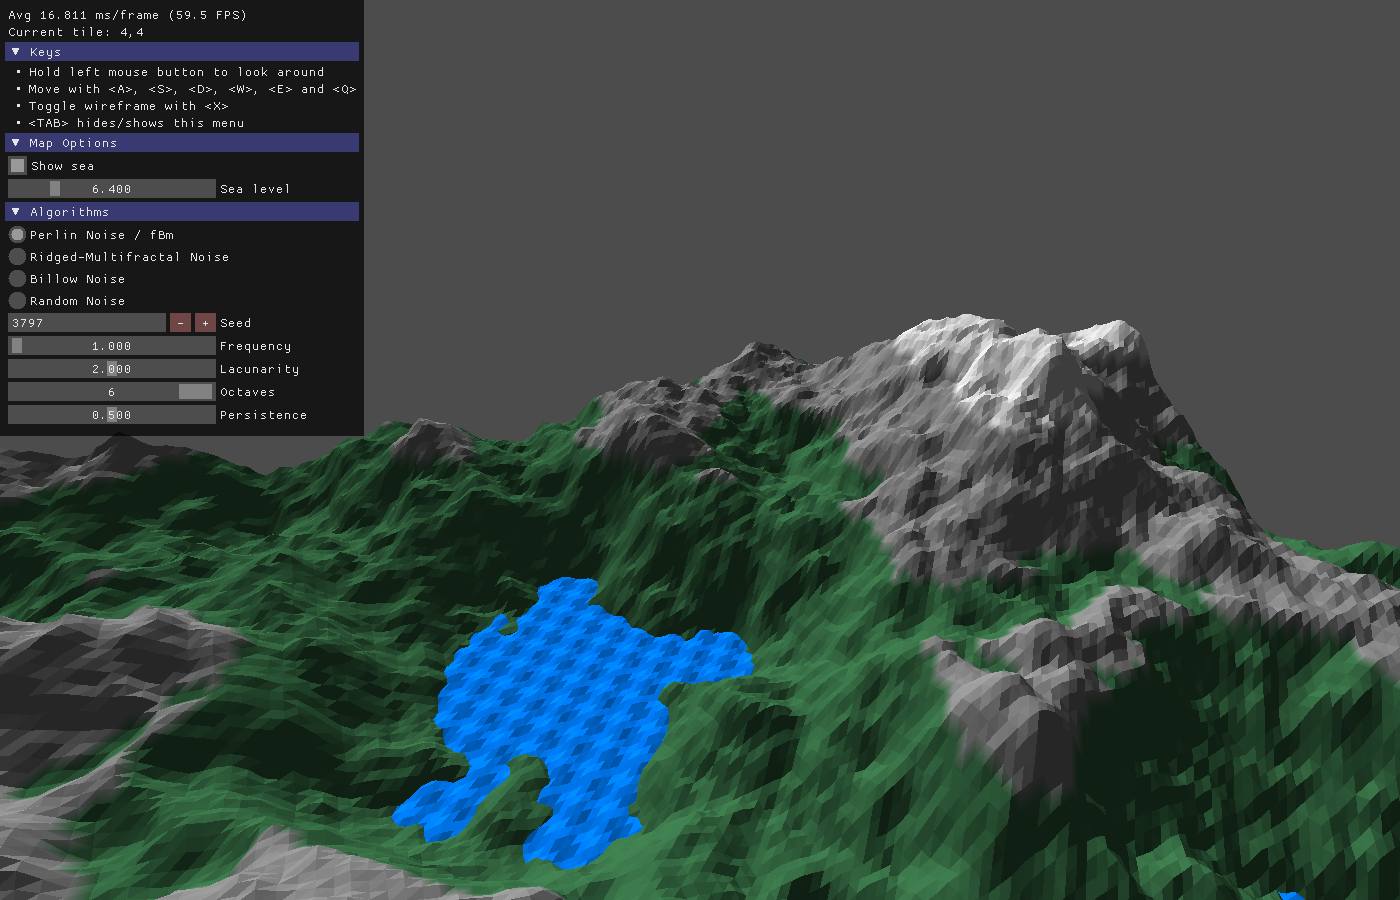 Avg 16.811 ms/frame (59.5 FPS)
Current tile: 4,4
▼ Keys
• Hold left mouse button to look around
• Move with <A>, <S>, <D>, <W>, <E> and <Q>
• Toggle wireframe with <X>
• <TAB> hides/shows this menu
▼ Map Options
Show sea
6.400 Sea level
▼ Algorithms
Perlin Noise / fBm
Ridged-Multifractal Noise
Billow Noise
Random Noise
3797 - + Seed
1.000 Frequency
2.000 Lacunarity
6 Octaves
0.500 Persistence